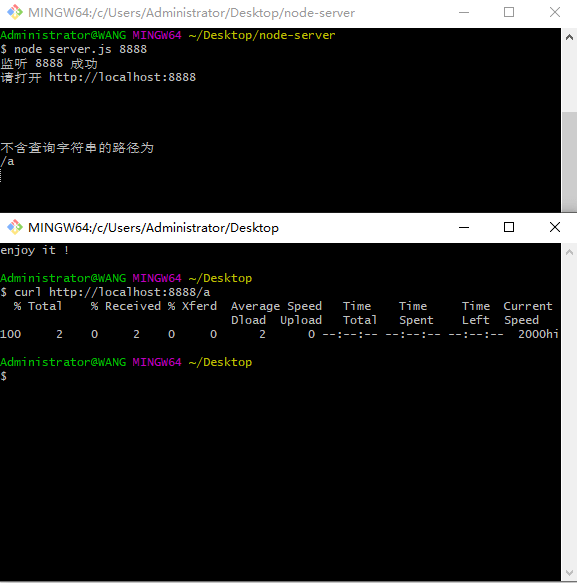 MINGW64:/c/Users/Administrator/Desktop/node-server
Administrator@WANG MINGW64 ~/Desktop/node-server
$ node server.js 8888
监听 8888 成功
请打开 http://localhost:8888
不含查询字符串的路径为
/a
MINGW64:/c/Users/Administrator/Desktop
enjoy it !
Administrator@WANG MINGW64 ~/Desktop
$ curl http://localhost:8888/a
% Total    % Received % Xferd  Average Speed   Time    Time     Time  Current
Dload  Upload   Total   Spent    Left  Speed
100     2    0     2    0     0      2      0 --:--:-- --:--:-- --:--:--  2000hi
Administrator@WANG MINGW64 ~/Desktop
$